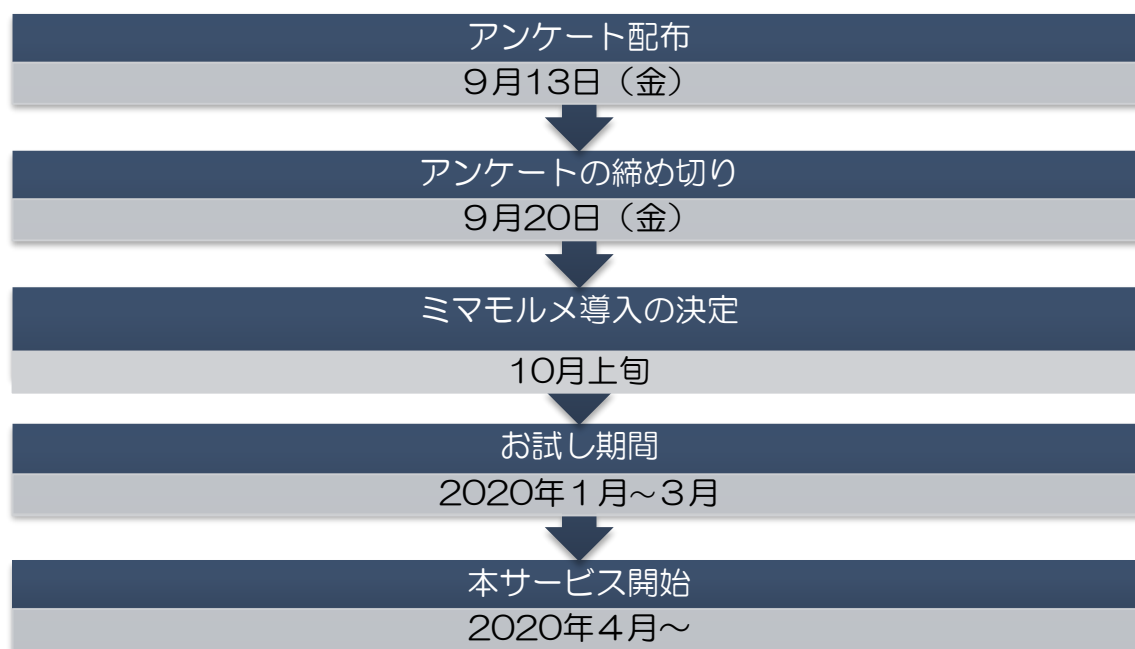 アンケート配布
９月13日（金）
アンケートの締め切り
９月20日（金）
ミマモルメ導入の決定
10月上旬
お試し期間
2020年１月～３月
本サービス開始
2020年４月～